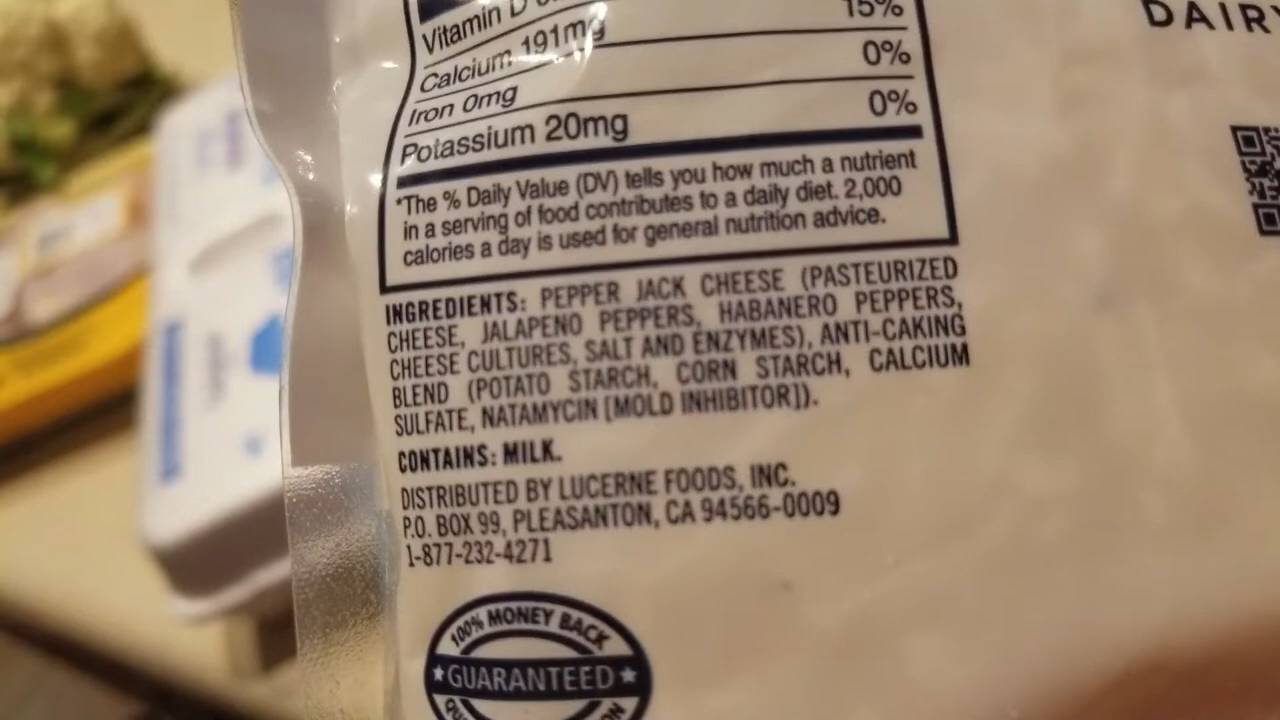 Vitamin D
15%
Calcium 191mg
0%
Iron 0mg
0%
Potassium 20mg
*The % Daily Value (DV) tells you how much a nutrient
in a serving of food contributes to a daily diet. 2,000
calories a day is used for general nutrition advice.
INGREDIENTS: PEPPER JACK CHEESE (PASTEURIZED
CHEESE, JALAPENO PEPPERS, HABANERO PEPPERS,
CHEESE CULTURES, SALT AND ENZYMES), ANTI-CAKING
BLEND (POTATO STARCH, CORN STARCH, CALCIUM
SULFATE, NATAMYCIN [MOLD INHIBITOR]).
CONTAINS: MILK.
DISTRIBUTED BY LUCERNE FOODS, INC.
P.O. BOX 99, PLEASANTON, CA 94566-0009
1-877-232-4271
100% MONEY BACK
GUARANTEED
DAIRY